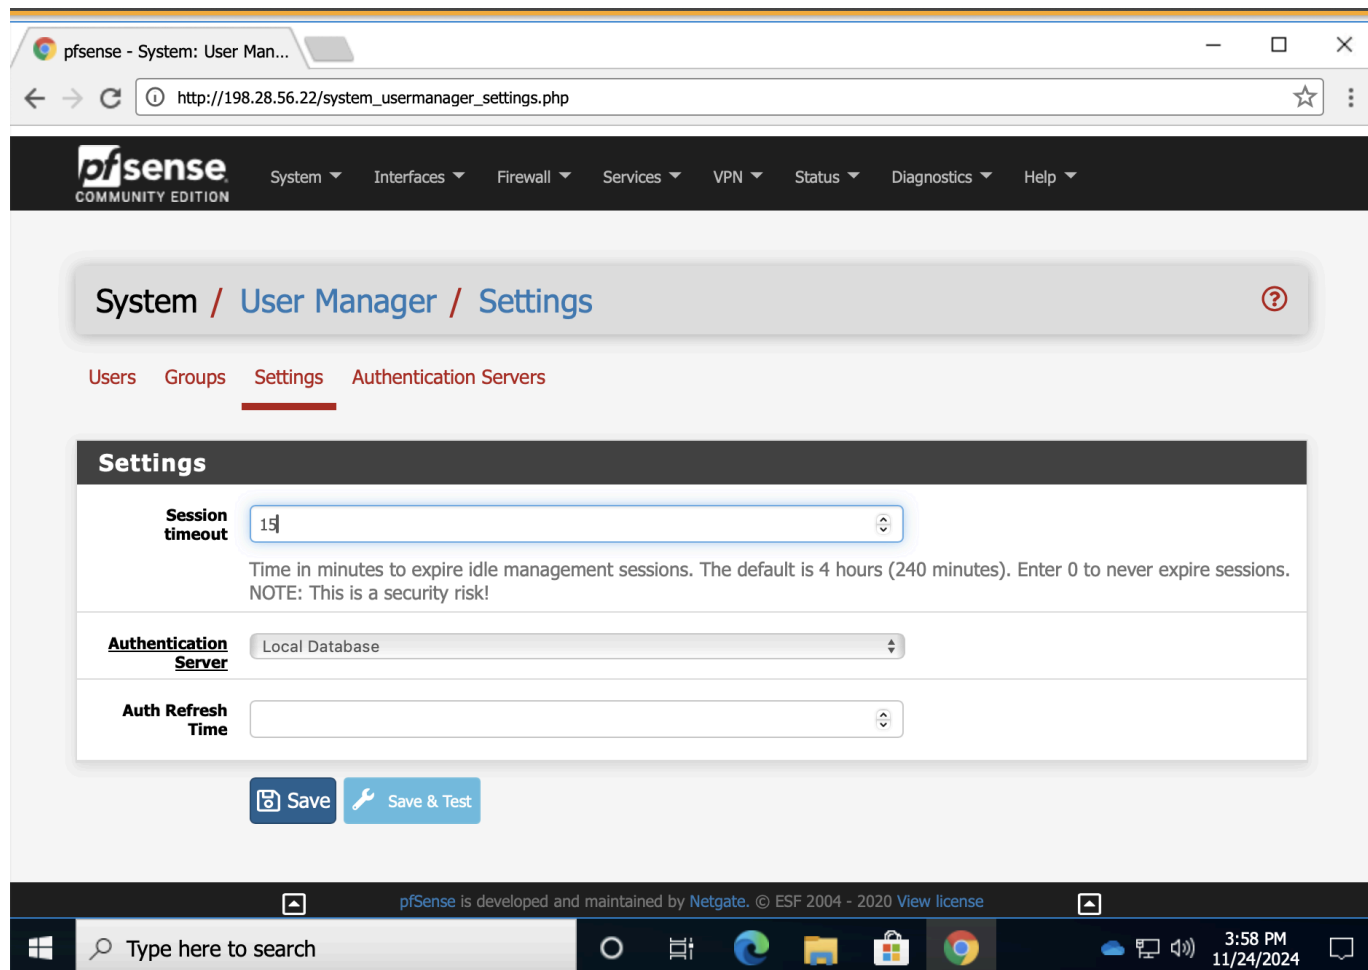 pfsense - System: User Man...
http://198.28.56.22/system_usermanager_settings.php
pfsense
COMMUNITY EDITION
System Interfaces Firewall Services VPN Status Diagnostics Help
System / User Manager / Settings
Users Groups Settings Authentication Servers
Settings
Session
timeout
15
Time in minutes to expire idle management sessions. The default is 4 hours (240 minutes). Enter 0 to never expire sessions.
NOTE: This is a security risk!
Authentication
Server
Local Database
Auth Refresh
Time
Save Save & Test
pfSense is developed and maintained by Netgate. © ESF 2004 - 2020 View license
Type here to search
3:58 PM
11/24/2024